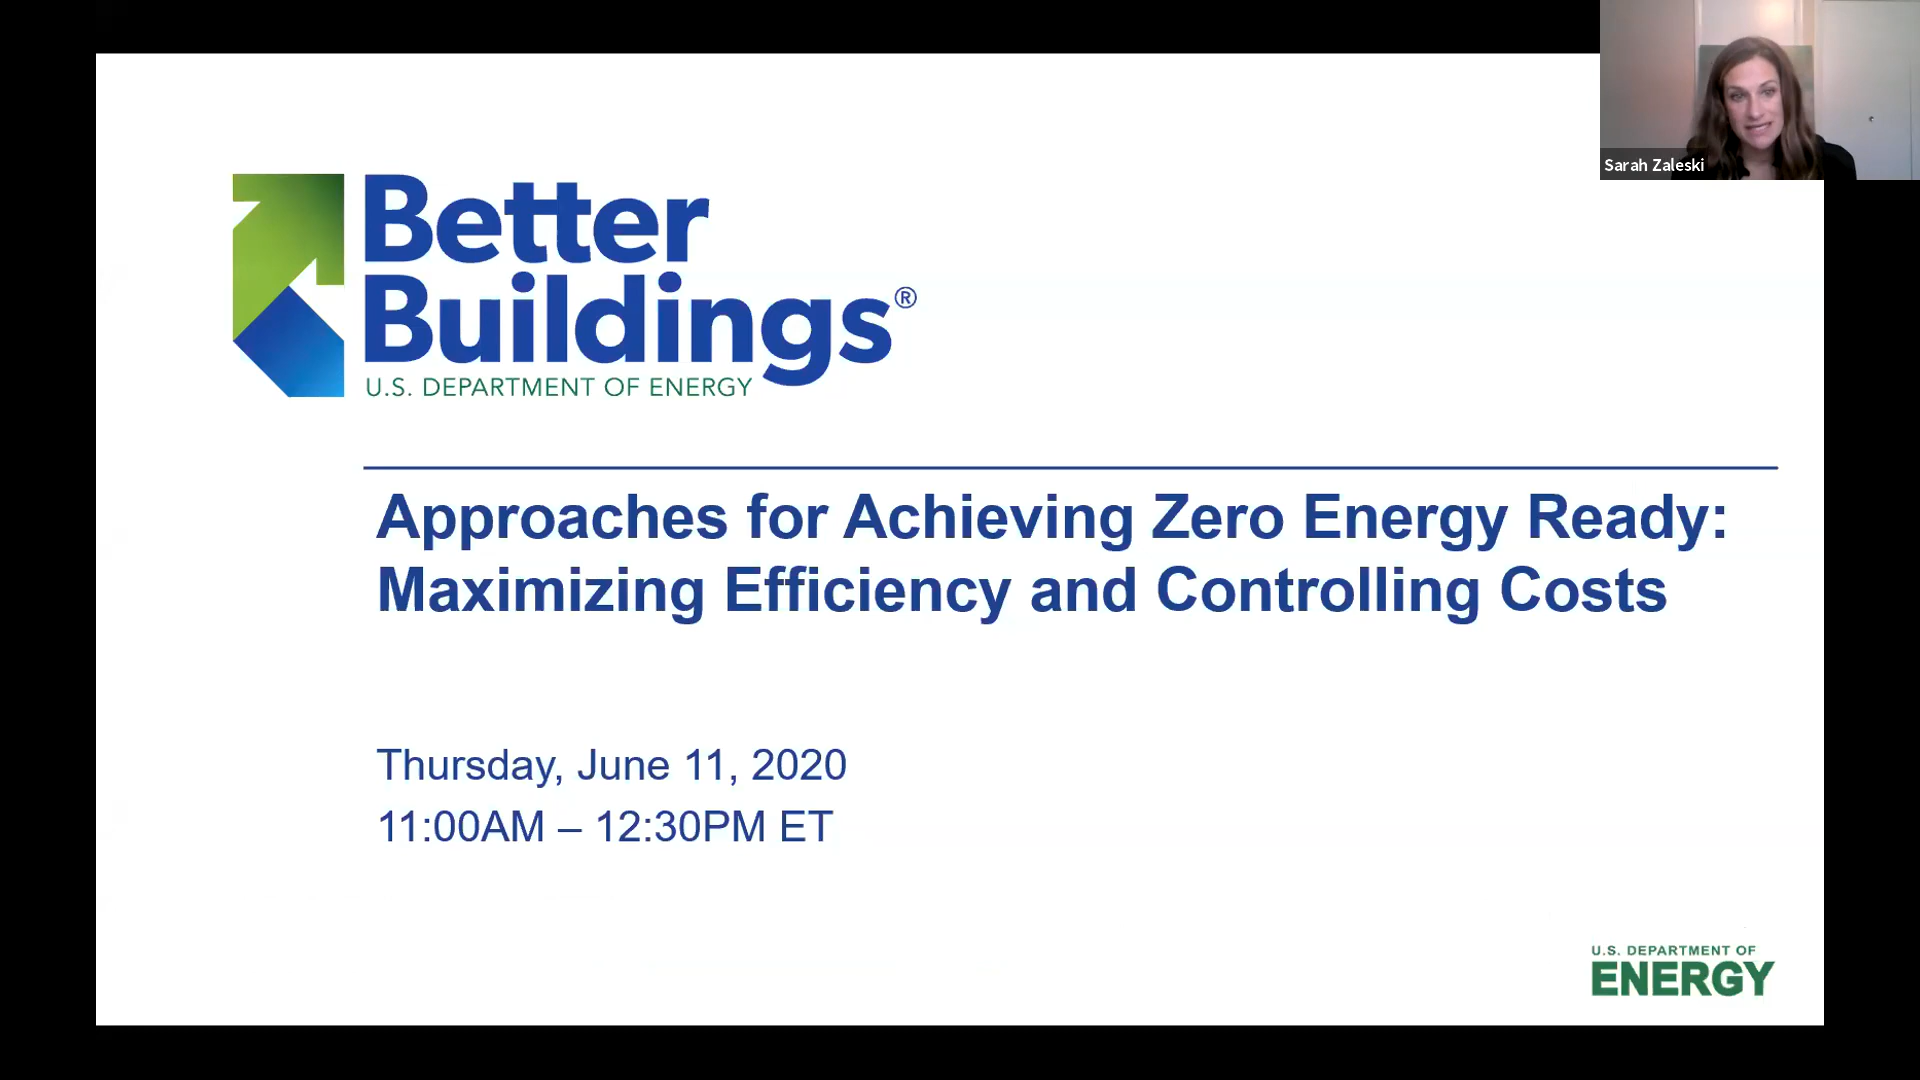 Sarah Zaleski
Better
Buildings®
U.S. DEPARTMENT OF ENERGY
Approaches for Achieving Zero Energy Ready:
Maximizing Efficiency and Controlling Costs
Thursday, June 11, 2020
11:00AM – 12:30PM ET
U.S. DEPARTMENT OF
ENERGY